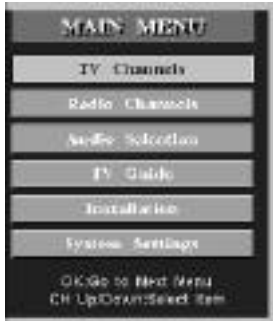 MAIN MENU
TV Channels
Radio Channels
Audio Selection
TV Guide
Installation
System Settings
OK:Go to Next Menu
CH Up/Down:Select Item